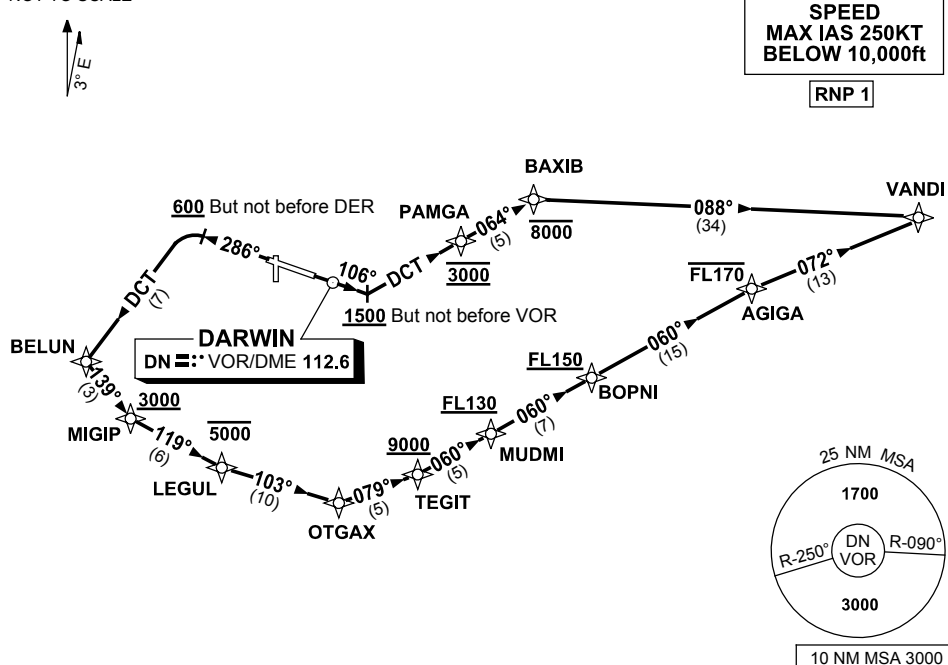 NOT TO SCALE
3° E
SPEED
MAX IAS 250KT
BELOW 10,000ft
RNP 1
BAXIB
VANDI
600 But not before DER
PAMGA
064°
(5)
088°
(34)
8000
286°
3000
DCT
106°
FL170
072°
(13)
DCT
(7)
1500 But not before VOR
AGIGA
DARWIN
DN VOR/DME 112.6
BELUN
060°
(15)
FL150
139°
(3)
BOPNI
3000
FL130
060°
(7)
MIGIP
5000
119°
(6)
9000
MUDMI
060°
(5)
LEGUL
103°
(10)
079°
(5)
TEGIT
OTGAX
25 NM MSA
1700
R-250°
DN
VOR
R-090°
3000
10 NM MSA 3000